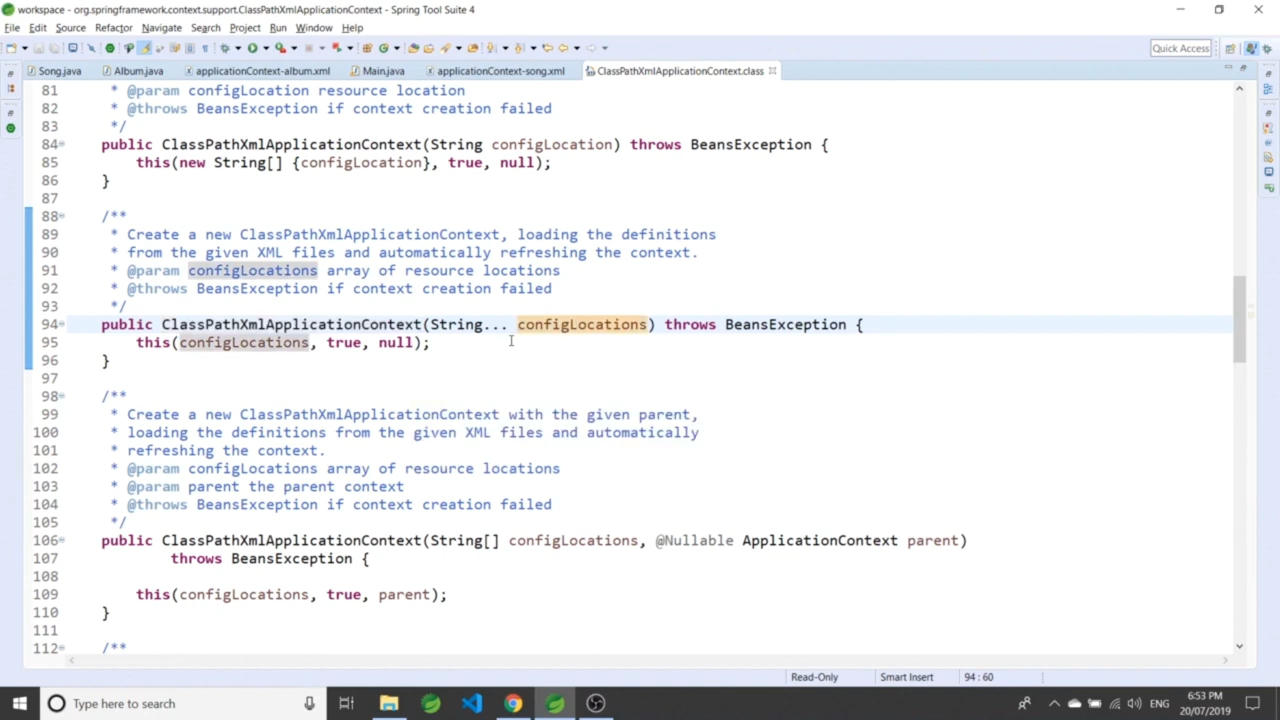 workspace - org.springframework.context.support.ClassPathXmlApplicationContext - Spring Tool Suite 4
File Edit Source Refactor Navigate Search Project Run Window Help
Quick Access
Song.java Album.java applicationContext-album.xml Main.java applicationContext-song.xml ClassPathXmlApplicationContext.class
81 * @param configLocation resource location
82 * @throws BeansException if context creation failed
83 */
84 public ClassPathXmlApplicationContext(String configLocation) throws BeansException {
85 this(new String[] {configLocation}, true, null);
86 }
87
88 /**
89 * Create a new ClassPathXmlApplicationContext, loading the definitions
90 * from the given XML files and automatically refreshing the context.
91 * @param configLocations array of resource locations
92 * @throws BeansException if context creation failed
93 */
94 public ClassPathXmlApplicationContext(String... configLocations) throws BeansException {
95 this(configLocations, true, null);
96 }
97
98 /**
99 * Create a new ClassPathXmlApplicationContext with the given parent,
100 * loading the definitions from the given XML files and automatically
101 * refreshing the context.
102 * @param configLocations array of resource locations
103 * @param parent the parent context
104 * @throws BeansException if context creation failed
105 */
106 public ClassPathXmlApplicationContext(String[] configLocations, @Nullable ApplicationContext parent)
107 throws BeansException {
108
109 this(configLocations, true, parent);
110 }
111
112 /**
Read-Only Smart Insert 94 : 60
Type here to search
ENG
6:53 PM
20/07/2019